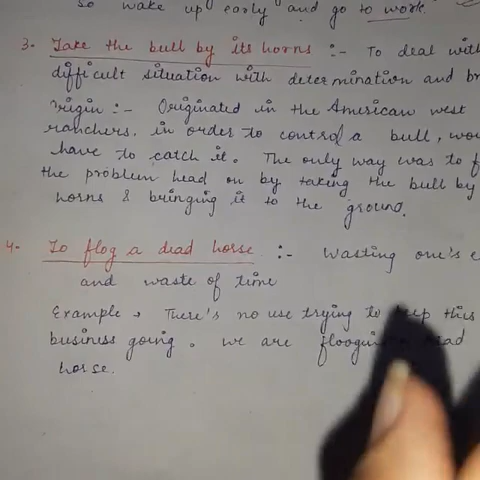 so wake up early and go to work.
3. Take the bull by its horns :- To deal with
difficult situation with determination and
Origin :- Originated in the American west
ranchers. in order to control a bull,
have to catch it. The only way was to
the problem head on by taking the bull by
horns & bringing it to the ground.
4. To flog a dead horse :- Wasting one's
and waste of time
Example → There's no use trying to keep this
business going. we are
horse.